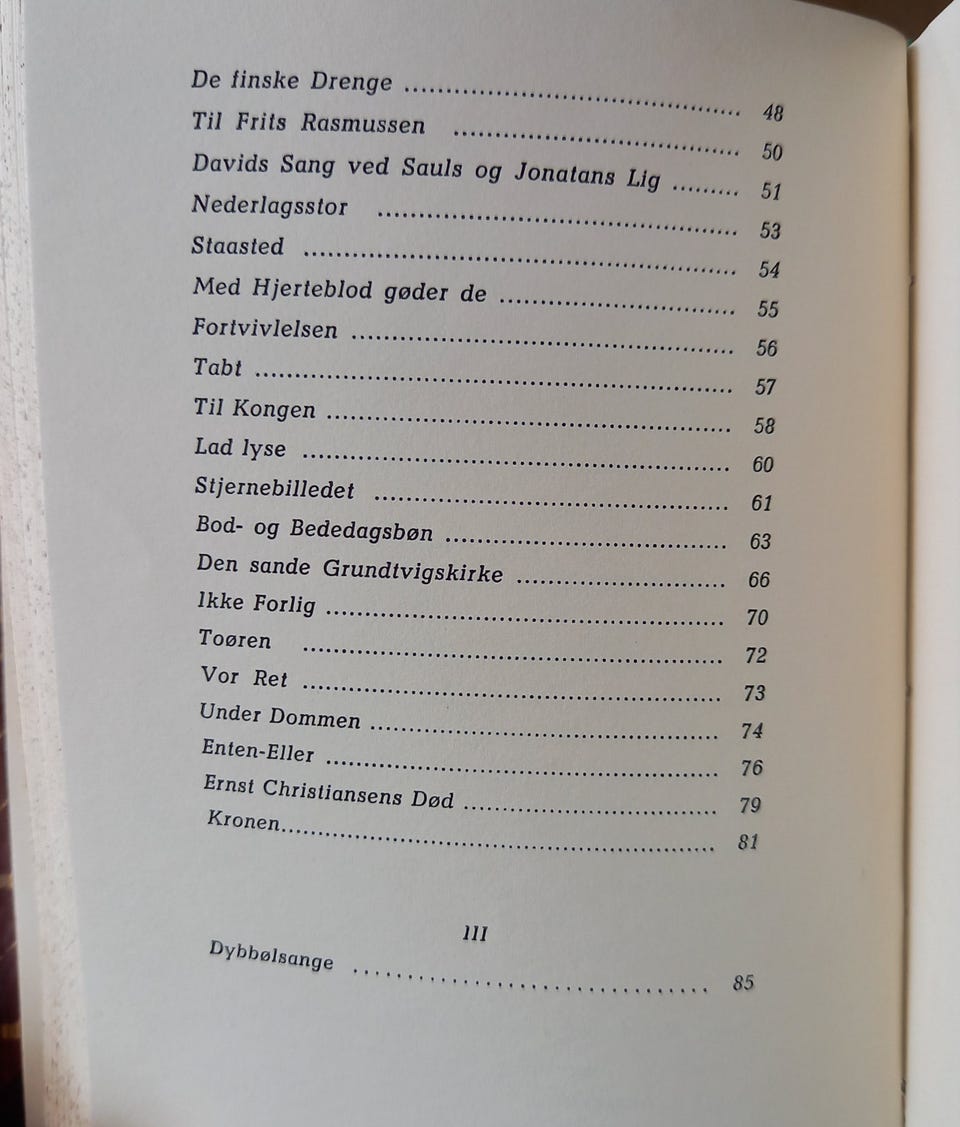 De finske Drenge ........................................ 48
Til Frits Rasmussen ........................................ 50
Davids Sang ved Sauls og Jonatans Lig ......... 51
Nederlagsstor ........................................ 53
Staasted ........................................ 54
Med Hjerteblod gøder de ........................................ 55
Fortvivlelsen ........................................ 56
Tabt ........................................ 57
Til Kongen ........................................ 58
Lad lyse ........................................ 60
Stjernebilledet ........................................ 61
Bod- og Bededagsbøn ........................................ 63
Den sande Grundtvigskirke ........................................ 66
Ikke Forlig ........................................ 70
Toøren ........................................ 72
Vor Ret ........................................ 73
Under Dommen ........................................ 74
Enten-Eller ........................................ 76
Ernst Christiansens Død ........................................ 79
Kronen ........................................ 81
III
Dybbølsange ........................................ 85